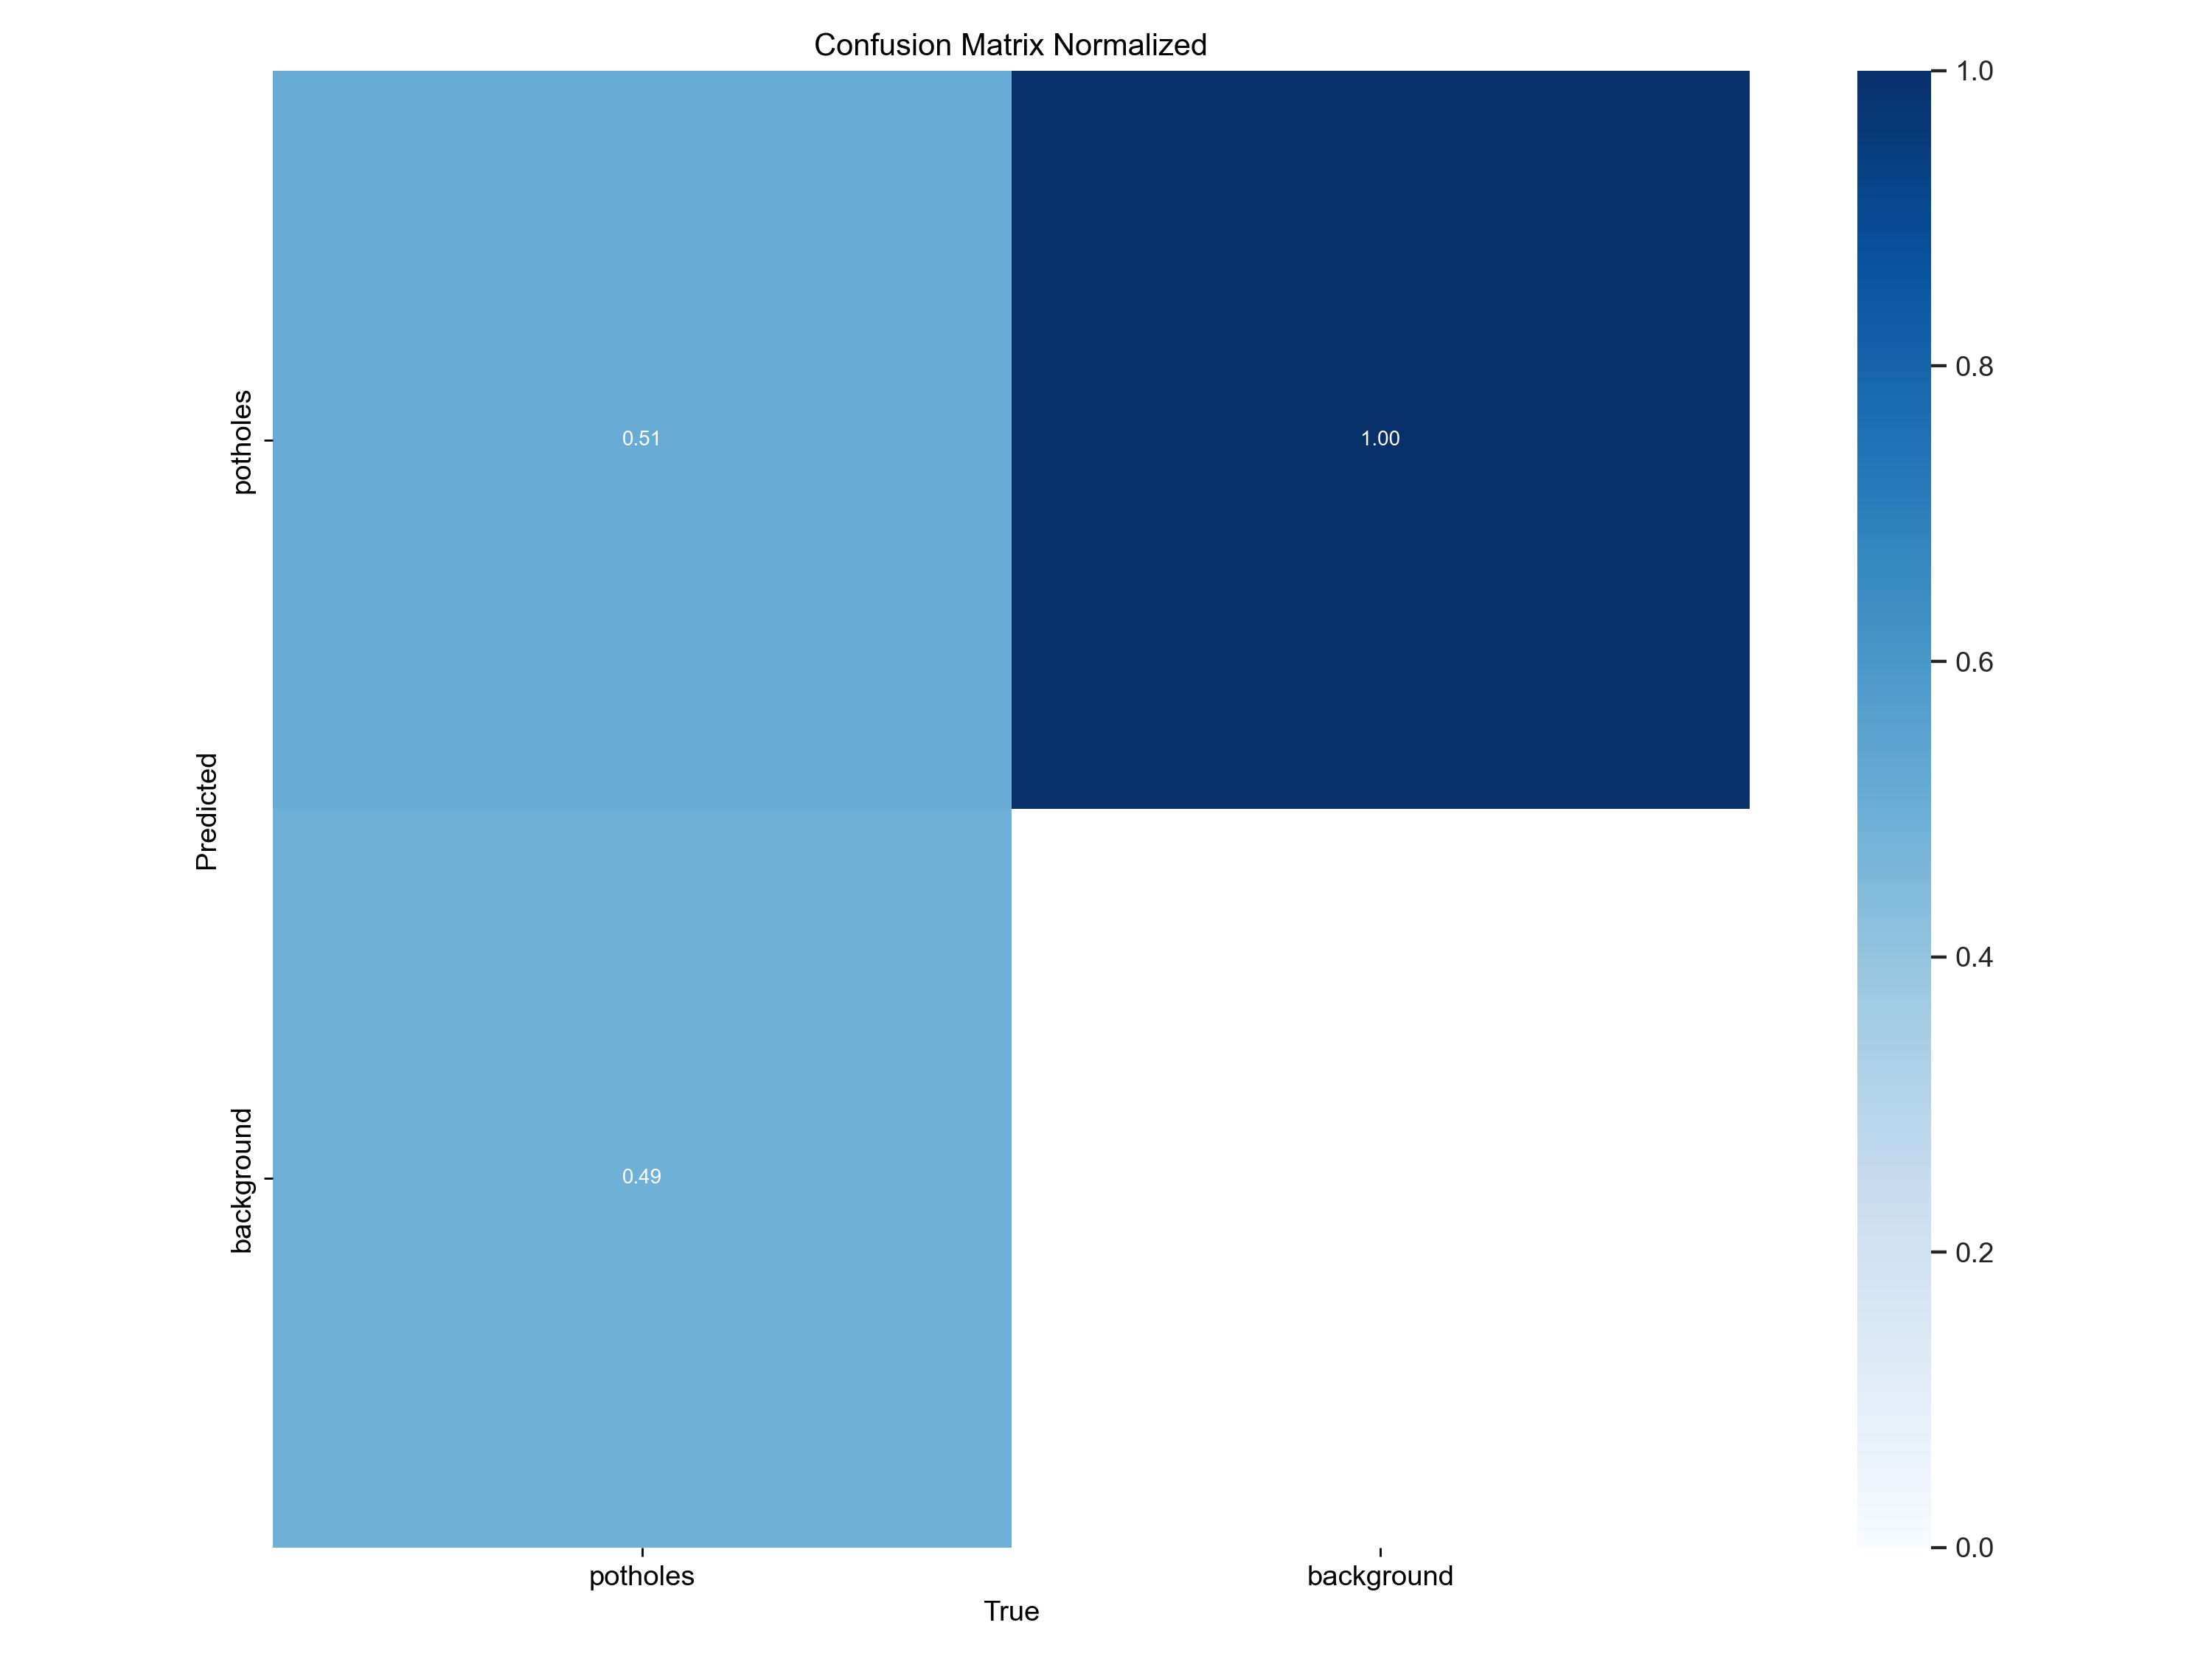 Confusion Matrix Normalized
1.0
0.8
0.6
0.4
0.2
0.0
potholes
background
Predicted
0.51
1.00
0.49
potholes
background
True